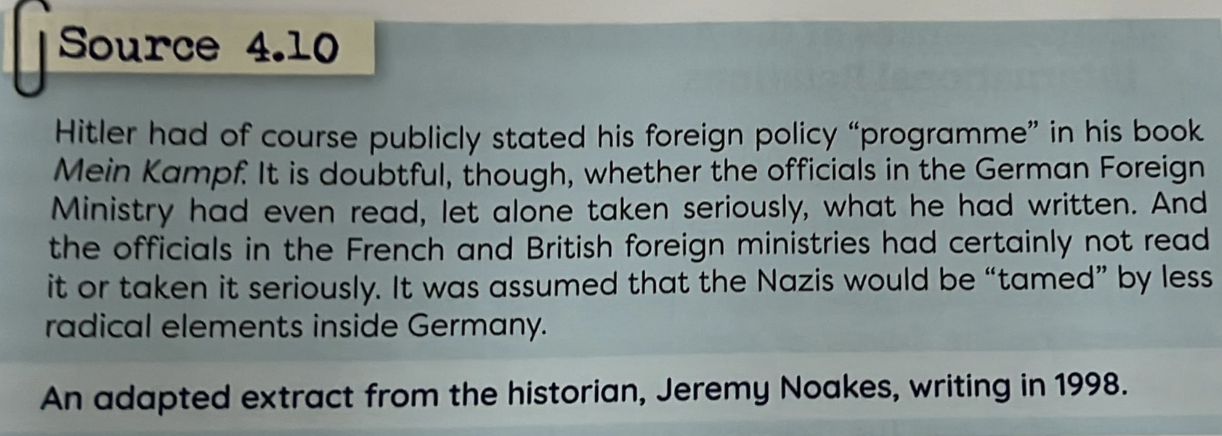 Source 4.10
Hitler had of course publicly stated his foreign policy “programme” in his book
Mein Kampf. It is doubtful, though, whether the officials in the German Foreign
Ministry had even read, let alone taken seriously, what he had written. And
the officials in the French and British foreign ministries had certainly not read
it or taken it seriously. It was assumed that the Nazis would be “tamed” by less
radical elements inside Germany.
An adapted extract from the historian, Jeremy Noakes, writing in 1998.